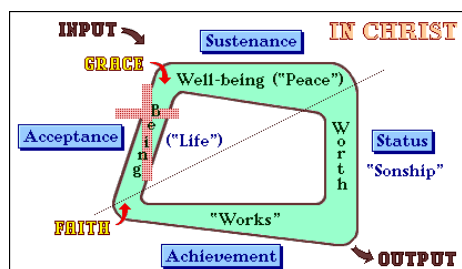 INPUT
Sustenance
IN CHRIST
GRACE
Well-being ("Peace")
Being
Acceptance
("Life")
Worth
Status
"Sonship"
"Works"
FAITH
Achievement
OUTPUT